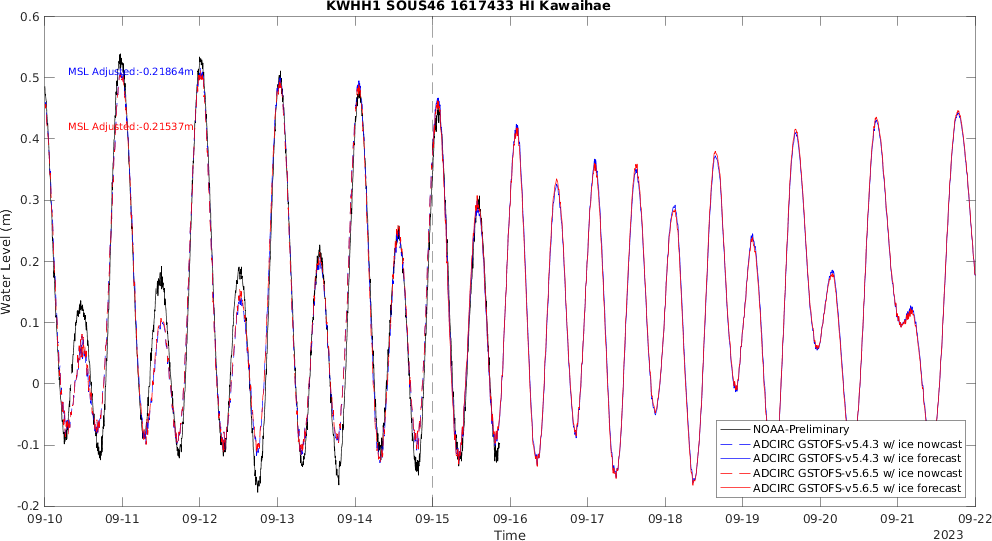 KWHH1 SOUS46 1617433 HI Kawaihae
0.6
0.5
0.4
0.3
0.2
0.1
0
-0.1
-0.2
Water Level (m)
MSL Adjusted:-0.21864m
MSL Adjusted:-0.21537m
NOAA-Preliminary
ADCIRC GSTOFS-v5.4.3 w/ ice nowcast
ADCIRC GSTOFS-v5.4.3 w/ ice forecast
ADCIRC GSTOFS-v5.6.5 w/ ice nowcast
ADCIRC GSTOFS-v5.6.5 w/ ice forecast
09-10 09-11 09-12 09-13 09-14 09-15 09-16 09-17 09-18 09-19 09-20 09-21 09-22
Time
2023